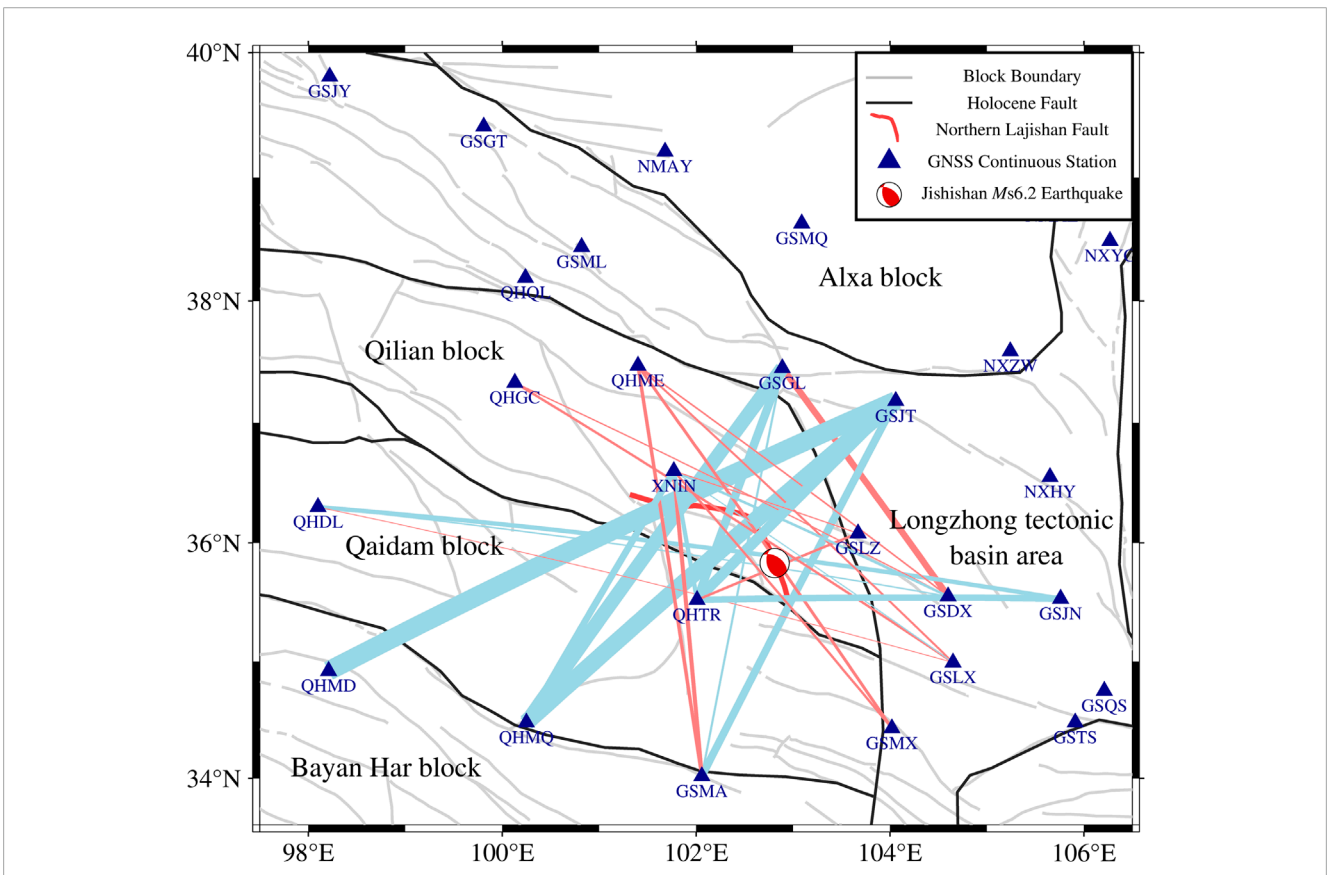 40°N
Block Boundary
Holocene Fault
Northern Lajishan Fault
GNSS Continuous Station
Jishishan Ms6.2 Earthquake
GSJY
GSGT
NMAY
GSMQ
GSML
NXYC
QHQL
Alxa block
38°N
Qilian block
NXZW
QHME
GSGL
QHGC
GSJT
XNIN
NXHY
QHDL
Longzhong tectonic
basin area
36°N
Qaidam block
GSLZ
QHTR
GSDX
GSJN
GSLX
QHMD
GSQS
QHMQ
GSMX
GSTS
Bayan Har block
34°N
GSMA
98°E
100°E
102°E
104°E
106°E